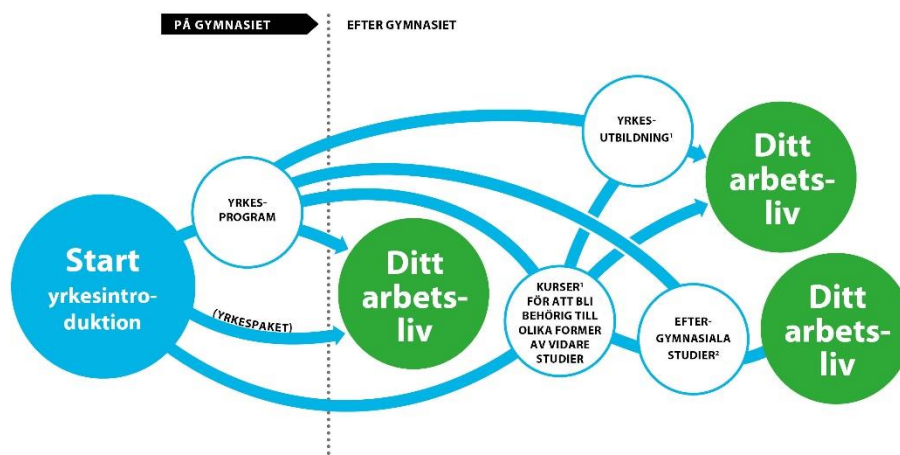 PÅ GYMNASIET
EFTER GYMNASIET
YRKES-
UTBILDNING¹
Ditt
arbets-
liv
YRKES-
PROGRAM
Start
yrkesintro-
duktion
(YRKESPAKET)
Ditt
arbets-
liv
KURSER¹
FÖR ATT BLI
BEHÖRIG TILL
OLIKA FORMER
AV VIDARE
STUDIER
EFTER-
GYMNASIALA
STUDIER²
Ditt
arbets-
liv